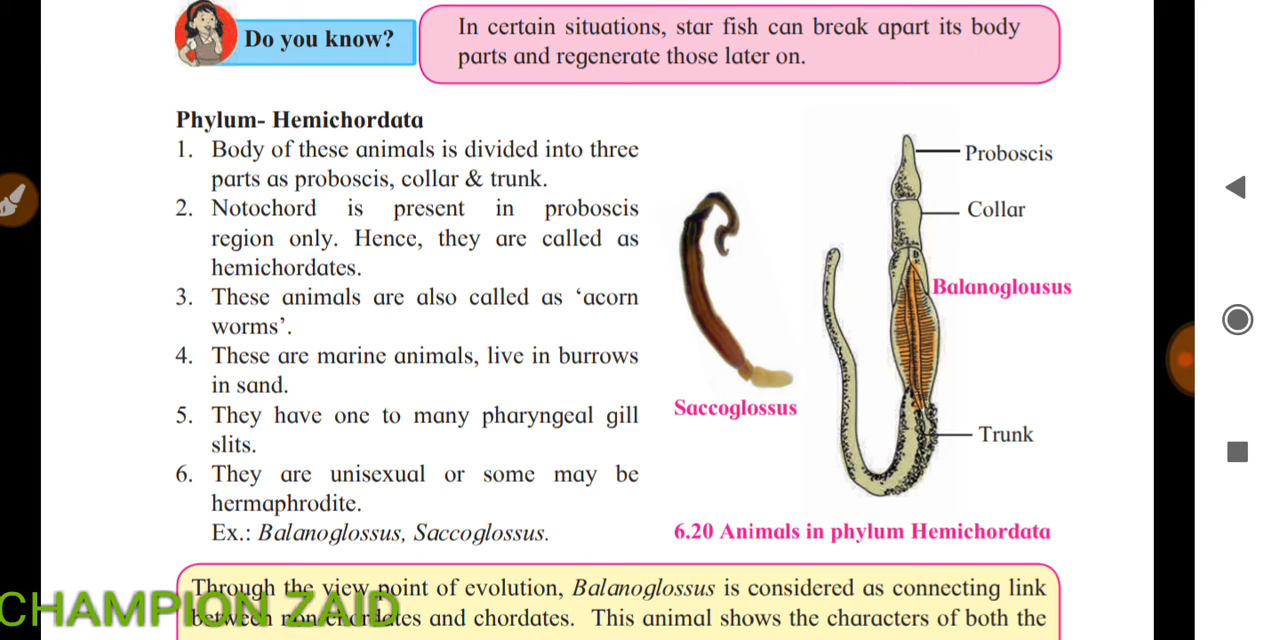 Do you know?
In certain situations, star fish can break apart its body
parts and regenerate those later on.
Phylum- Hemichordata
1. Body of these animals is divided into three
parts as proboscis, collar & trunk.
2. Notochord is present in proboscis
region only. Hence, they are called as
hemichordates.
3. These animals are also called as ‘acorn
worms’.
4. These are marine animals, live in burrows
in sand.
5. They have one to many pharyngeal gill
slits.
6. They are unisexual or some may be
hermaphrodite.
Ex.: Balanoglossus, Saccoglossus.
Proboscis
Collar
Balanoglousus
Saccoglossus
Trunk
6.20 Animals in phylum Hemichordata
Through the view point of evolution, Balanoglossus is considered as connecting link
between non-chordates and chordates. This animal shows the characters of both the
CHAMPION ZAID